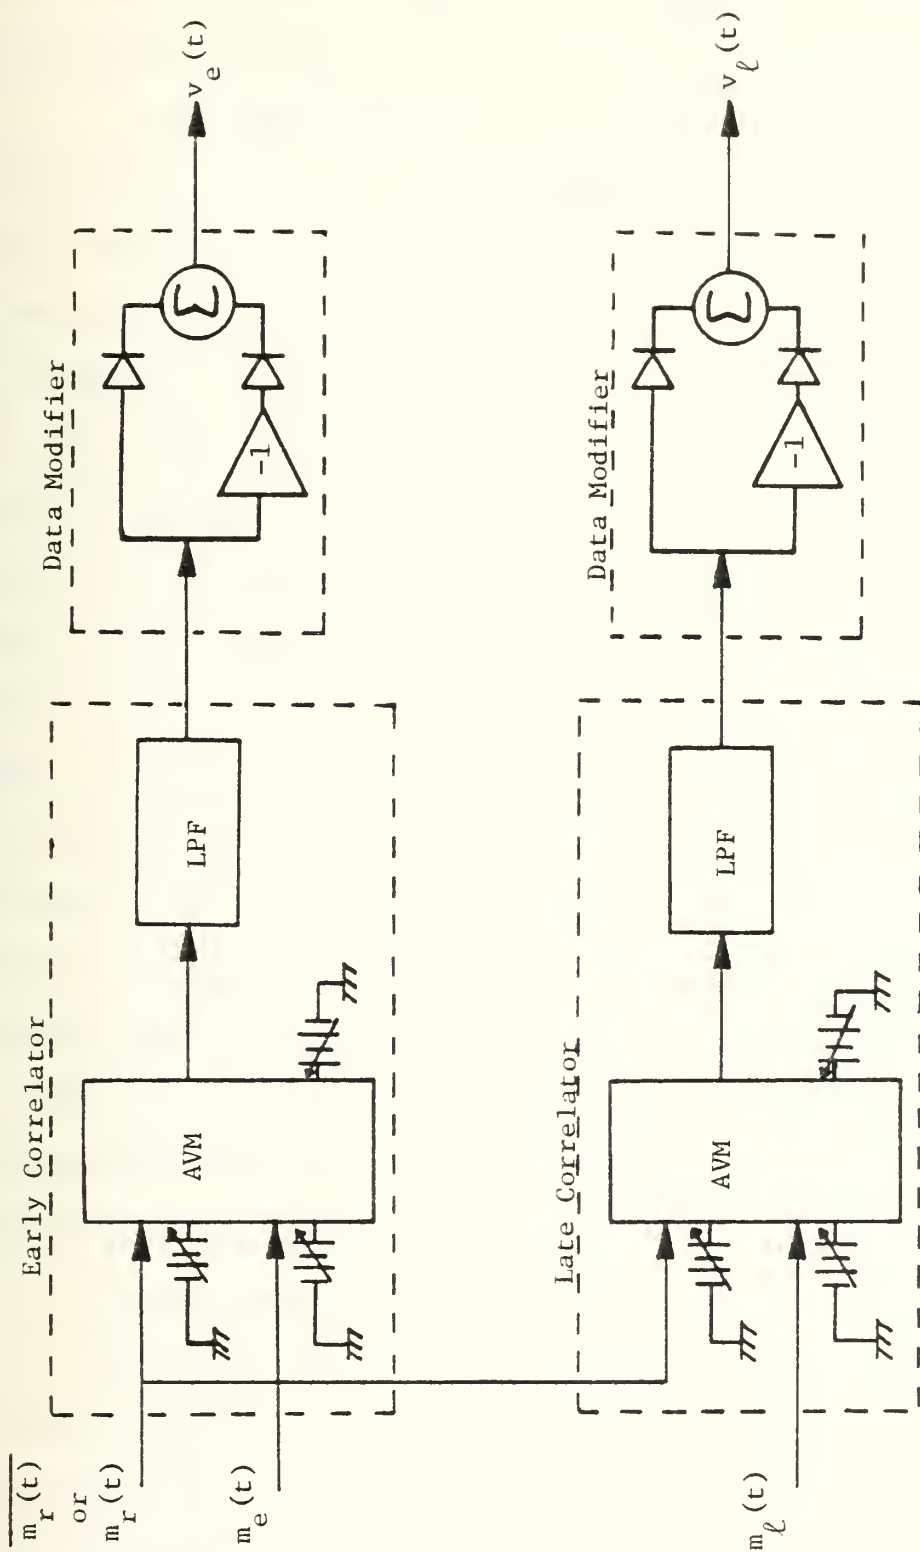 m_r(t)
or
m_r(t)
m_e(t)
Early Correlator
AVM
LPF
Data Modifier
-1
Σ
v_e(t)
m_ℓ(t)
Late Correlator
AVM
LPF
Data Modifier
-1
Σ
v_ℓ(t)